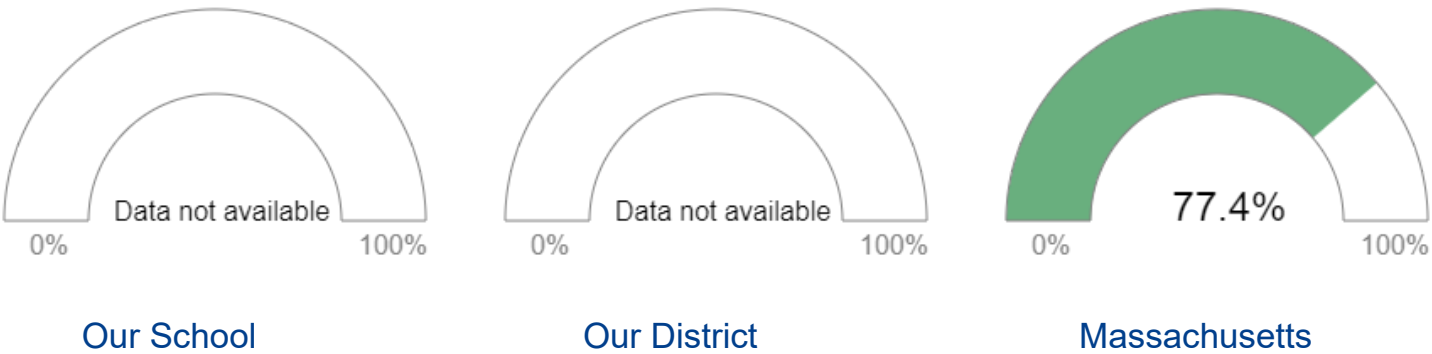 Data not available
0% 100%
Our School
Data not available
0% 100%
Our District
77.4%
0% 100%
Massachusetts